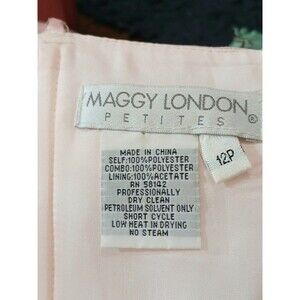 MAGGY LONDON
PETITES ®
12P
MADE IN CHINA
SELF:100%POLYESTER
COMBO:100%POLYESTER
LINING:100%ACETATE
RN 58142
PROFESSIONALLY
DRY CLEAN
PETROLEUM SOLVENT ONLY
SHORT CYCLE
LOW HEAT IN DRYING
NO STEAM